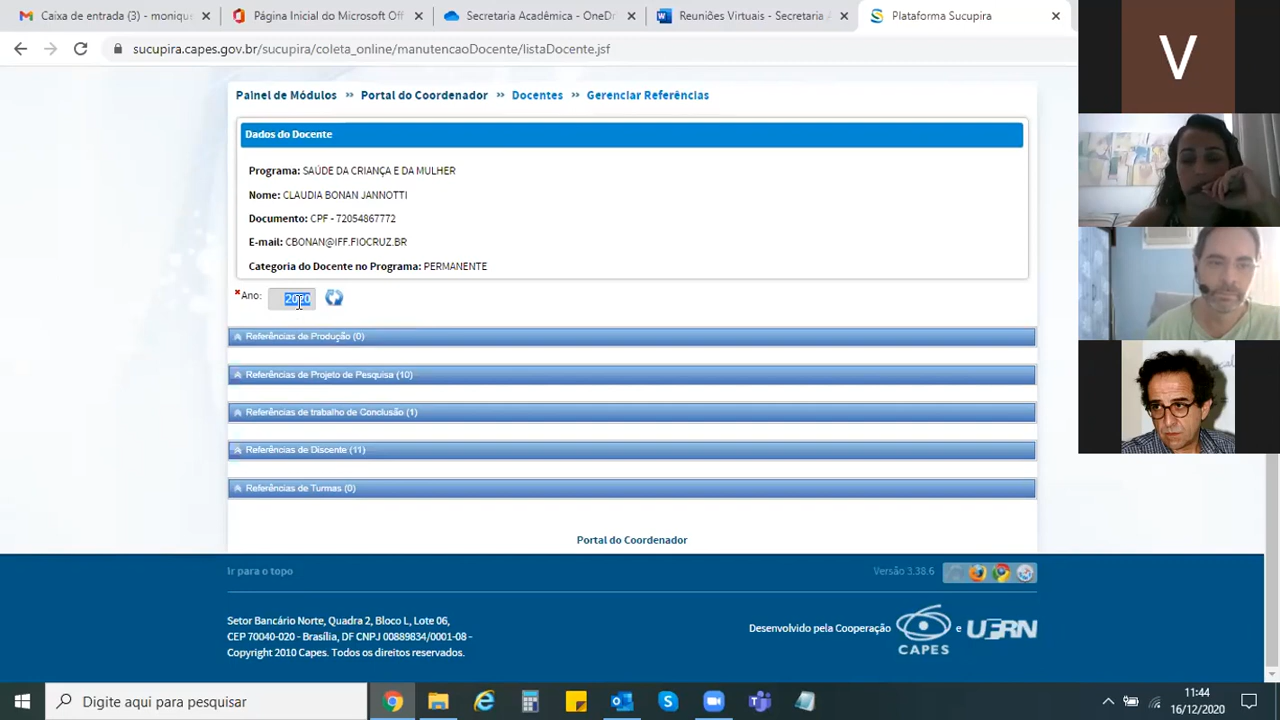 Caixa de entrada (3) - moniqu
Página Inicial do Microsoft Off
Secretaria Acadêmica - OneDr
Reuniões Virtuais - Secretaria
Plataforma Sucupira
sucupira.capes.gov.br/sucupira/coleta_online/manutencaoDocente/listaDocente.jsf
V
Painel de Módulos » Portal do Coordenador » Docentes » Gerenciar Referências
Dados do Docente
Programa: SAÚDE DA CRIANÇA E DA MULHER
Nome: CLAUDIA BONAN JANNOTTI
Documento: CPF - 72054867772
E-mail: CBONAN@IFF.FIOCRUZ.BR
Categoria do Docente no Programa: PERMANENTE
* Ano: 2020
Referências de Produção (0)
Referências de Projeto de Pesquisa (10)
Referências de trabalho de Conclusão (1)
Referências de Discente (11)
Referências de Turmas (0)
Portal do Coordenador
Ir para o topo
Versão 3.38.6
Setor Bancário Norte, Quadra 2, Bloco L, Lote 06,
CEP 70040-020 - Brasília, DF CNPJ 00889834/0001-08 -
Copyright 2010 Capes. Todos os direitos reservados.
Desenvolvido pela Cooperação CAPES e UFRN
Digite aqui para pesquisar
11:44
16/12/2020